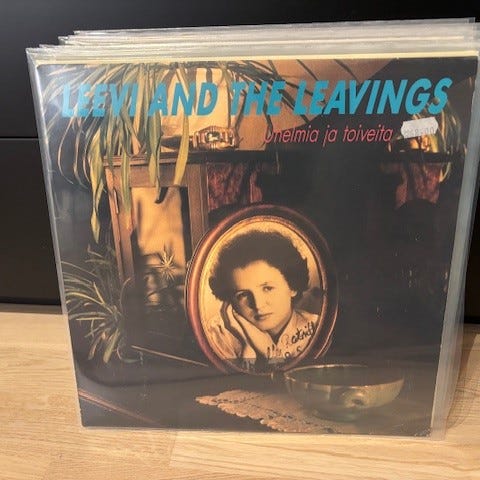 LEEVI AND THE LEAVINGS
Unelmia ja toiveita